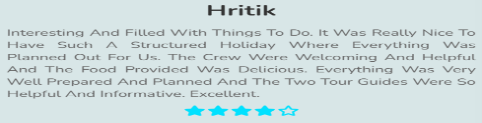 Hritik
Interesting And Filled With Things To Do. It Was Really Nice To
Have Such A Structured Holiday Where Everything Was
Planned Out For Us. The Crew Were Welcoming And Helpful
And The Food Provided Was Delicious. Everything Was Very
Well Prepared And Planned And The Two Tour Guides Were So
Helpful And Informative. Excellent.